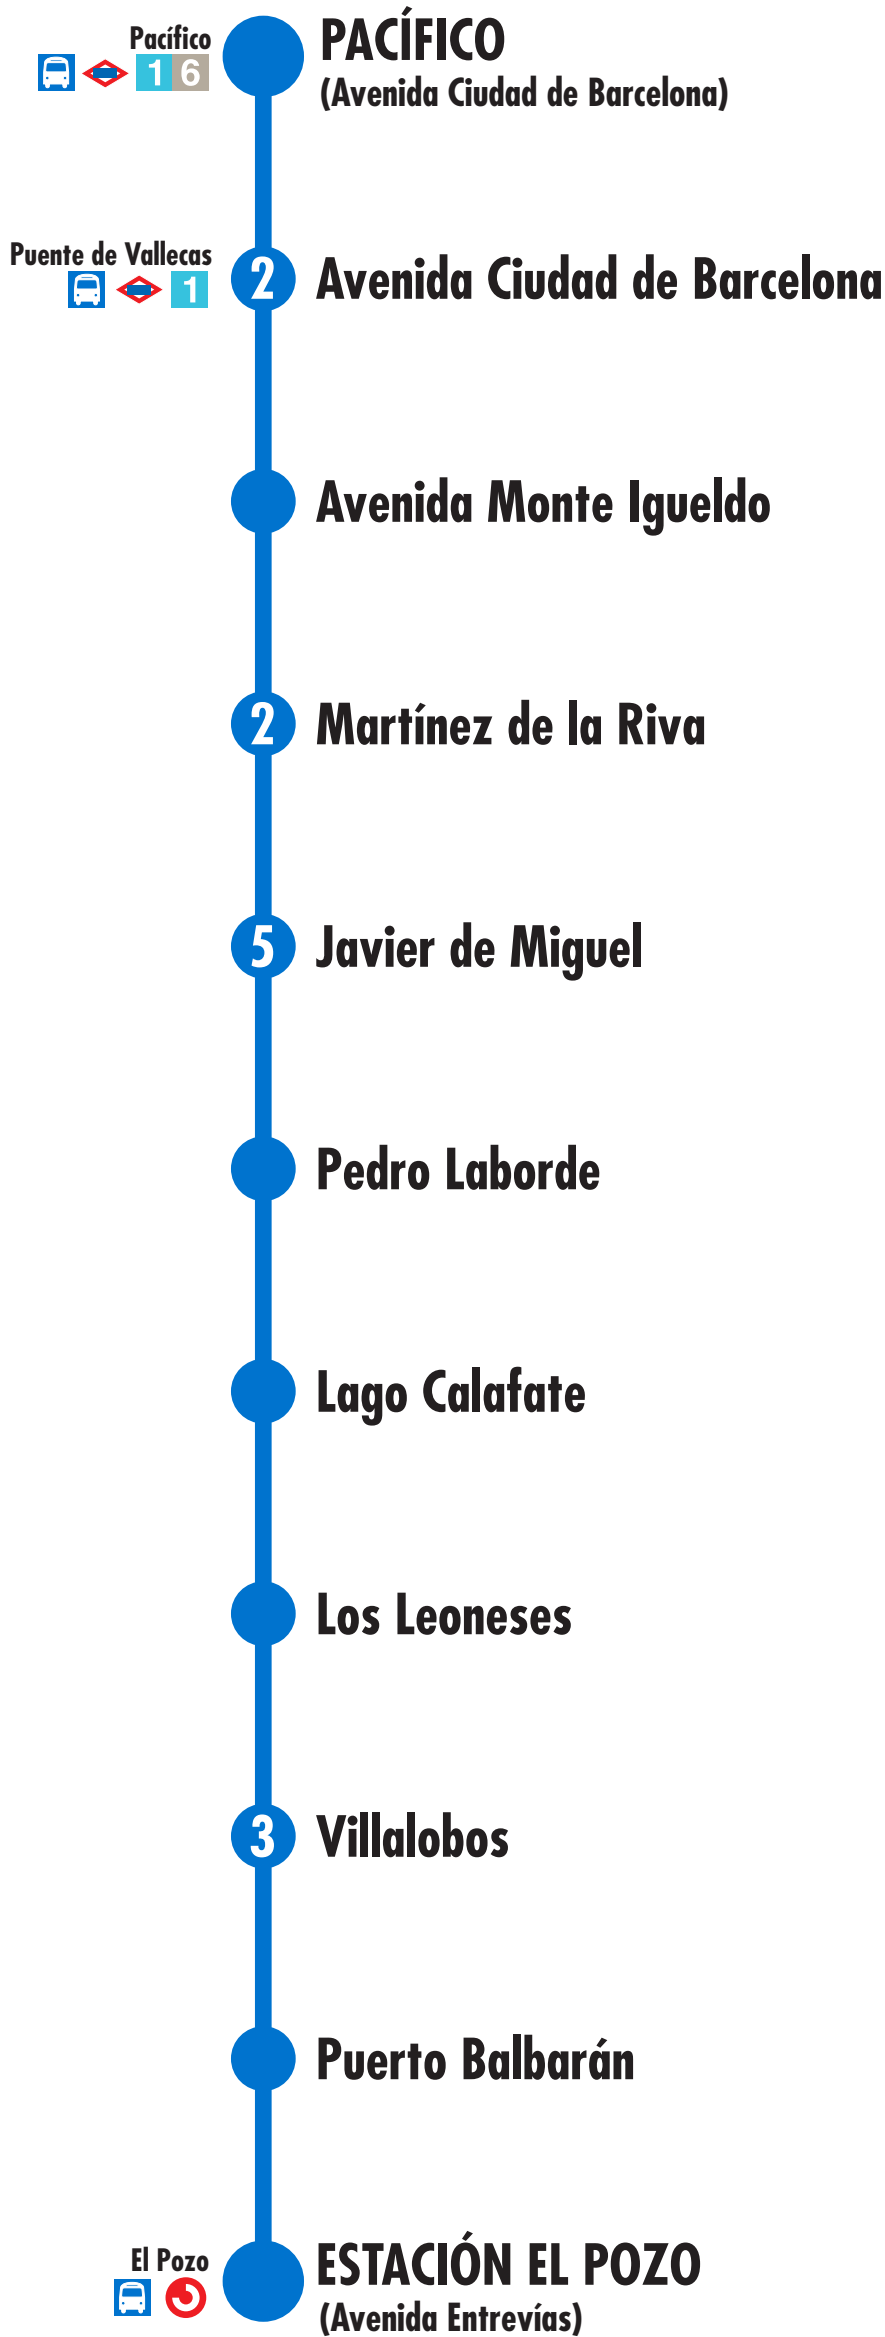 Pacífico
1 6
PACÍFICO
(Avenida Ciudad de Barcelona)
Puente de Vallecas
1
2
Avenida Ciudad de Barcelona
Avenida Monte Igueldo
2
Martínez de la Riva
5
Javier de Miguel
Pedro Laborde
Lago Calafate
Los Leoneses
3
Villalobos
Puerto Balbarán
El Pozo
ESTACIÓN EL POZO
(Avenida Entrevías)